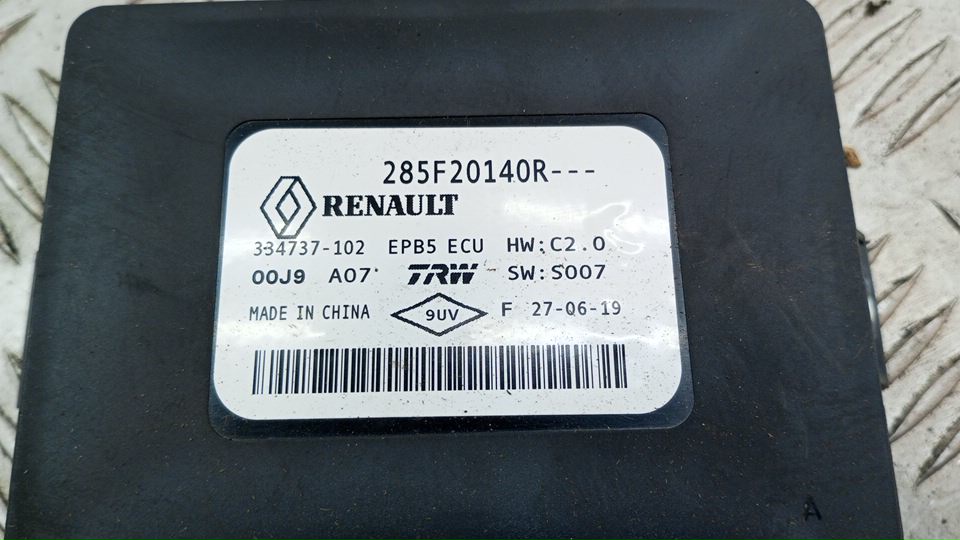 285F20140R---
RENAULT
334737-102 EPB5 ECU HW:C2.0
00J9 A07 TRW SW:S007
MADE IN CHINA 9UV F 27-06-19
A